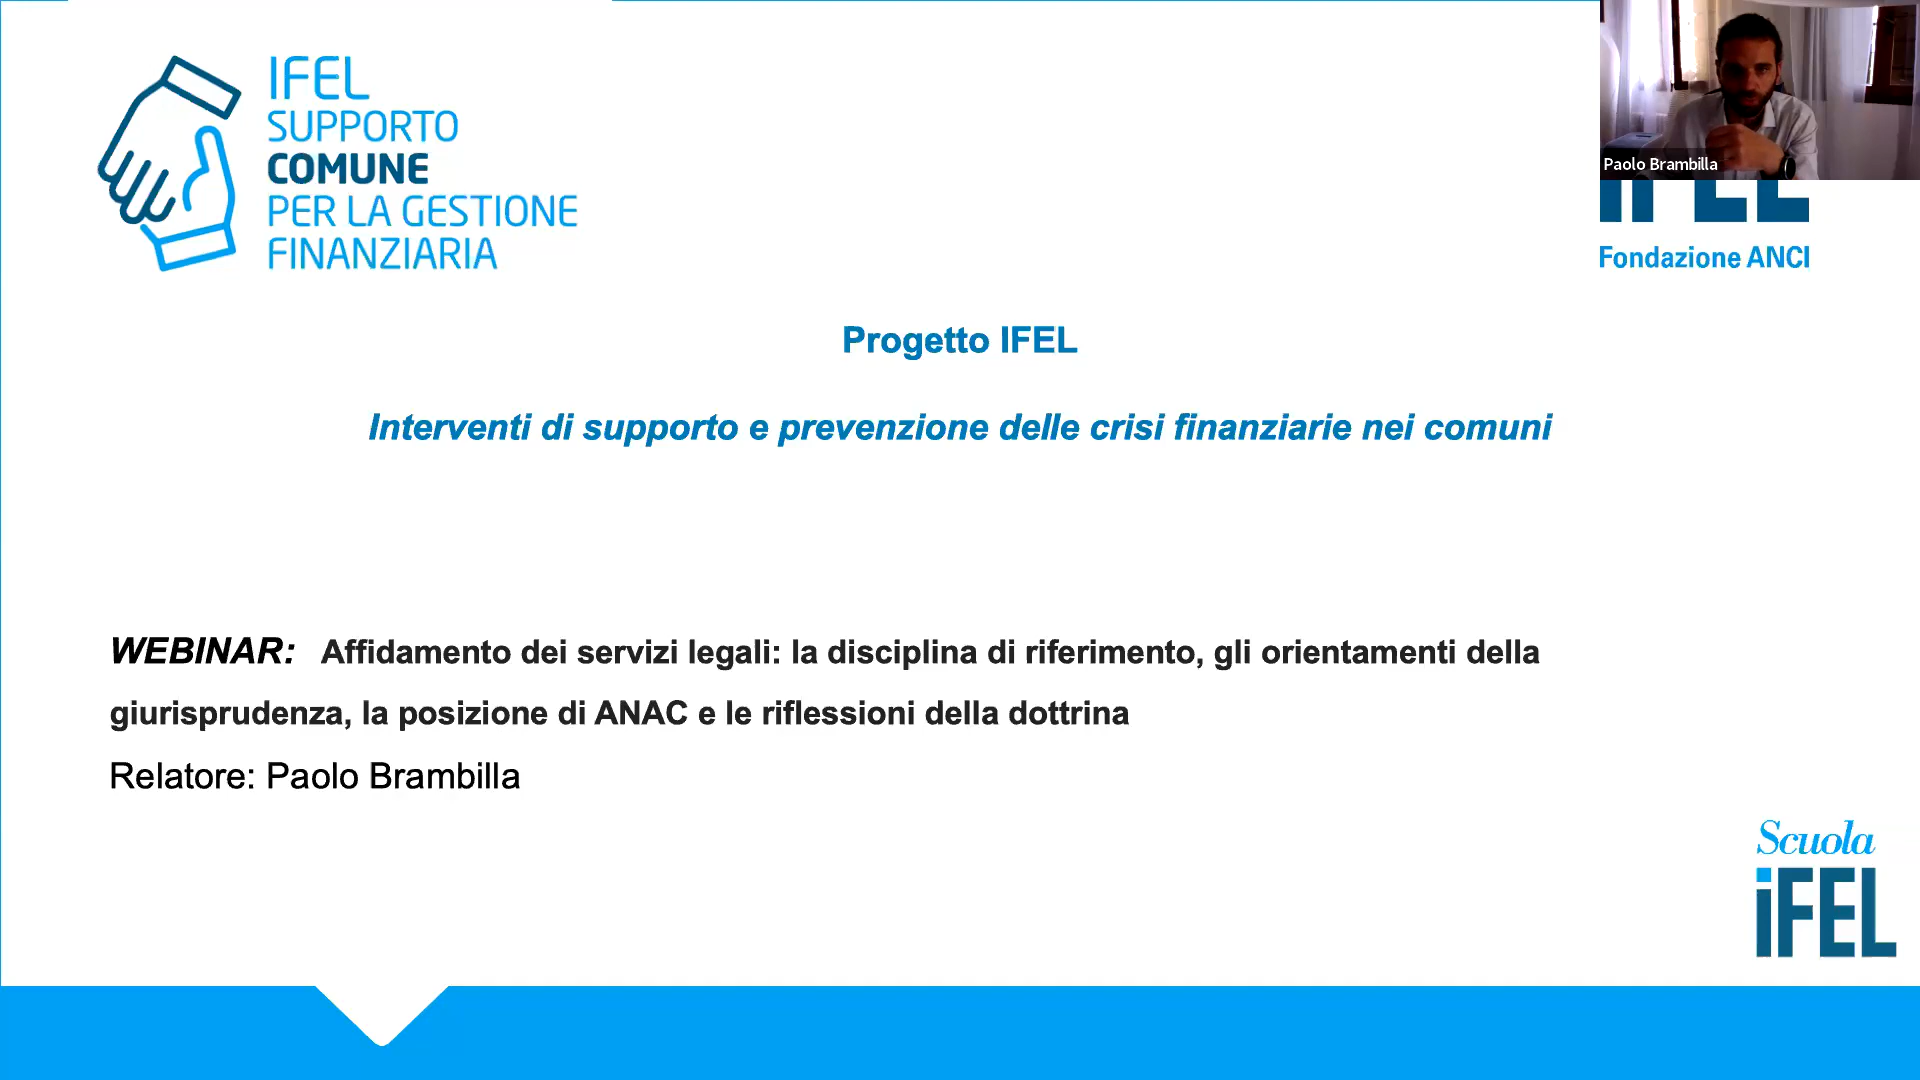 IFEL
SUPPORTO
COMUNE
PER LA GESTIONE
FINANZIARIA
Paolo Brambilla
IFEL
Fondazione ANCI
Progetto IFEL
Interventi di supporto e prevenzione delle crisi finanziarie nei comuni
WEBINAR: Affidamento dei servizi legali: la disciplina di riferimento, gli orientamenti della
giurisprudenza, la posizione di ANAC e le riflessioni della dottrina
Relatore: Paolo Brambilla
Scuola
iFEL